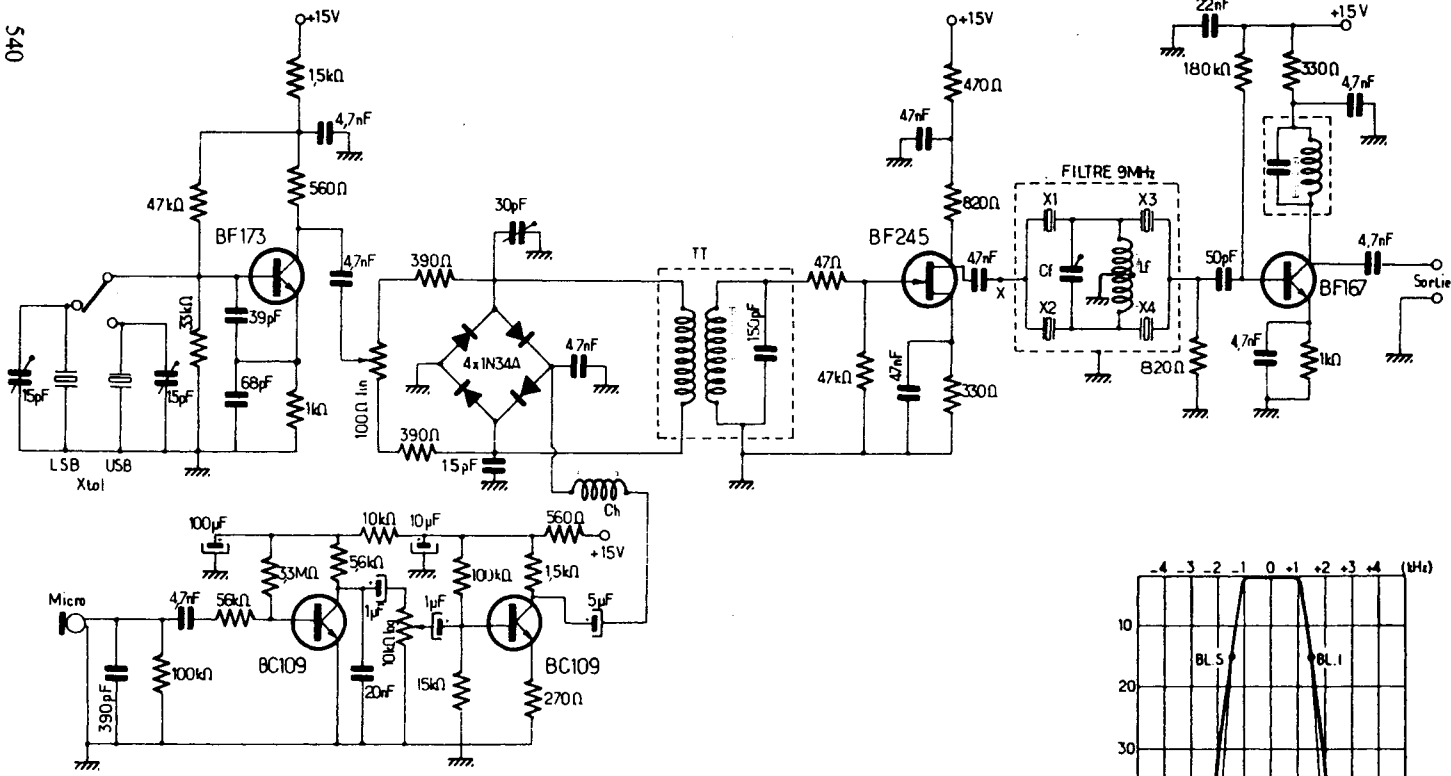 540
+15V
1,5kΩ
4,7nF
560Ω
47kΩ
BF173
4,7nF
39pF
33kΩ
68pF
1kΩ
15pF
15pF
LSB USB
Xtal
30pF
390Ω
4x1N34A
4,7nF
100Ω lin
390Ω
15pF
TT
150pF
+15V
470Ω
47nF
820Ω
BF245
47nF
47Ω
X
47kΩ
47nF
330Ω
FILTRE 9MHz
X1
X3
Cf
Lf
X2
X4
22nF
+15V
180kΩ
330Ω
4,7nF
50pF
BF167
4,7nF
Sortie
4,7nF
1kΩ
820Ω
Ch
100µF
10kΩ
10µF
560Ω
+15V
3,3MΩ
5,6kΩ
100kΩ
1,5kΩ
Micro
4,7nF
56kΩ
1µF
1µF
5µF
10kΩ log
BC109
BC109
390pF
100kΩ
20nF
15kΩ
270Ω
-4 -3 -2 -1 0 +1 +2 +3 +4 (kHz)
10
BL.S
BL.I
20
30